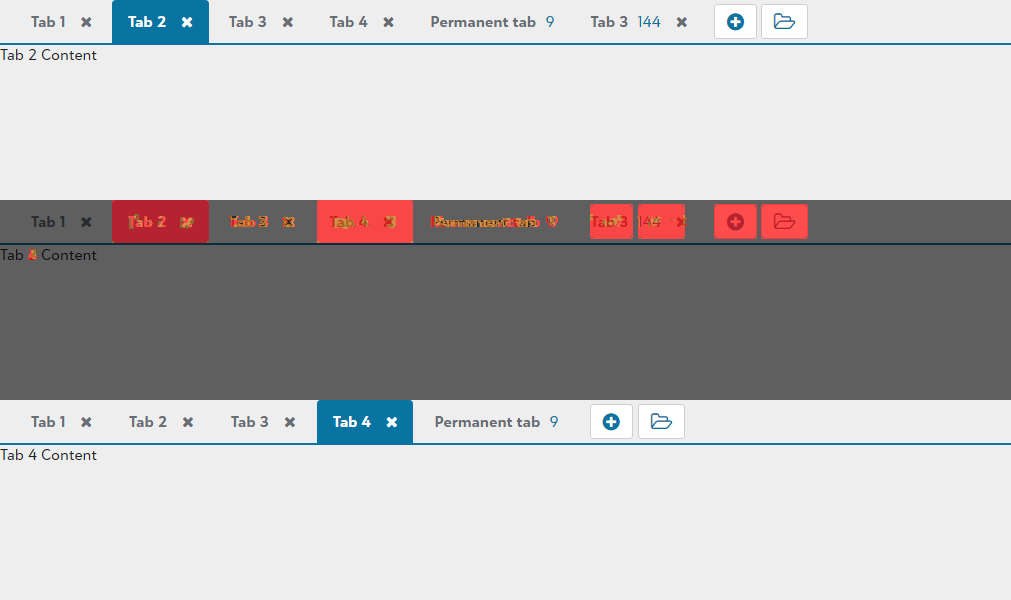 Tab 1 Tab 2 Tab 3 Tab 4 Permanent tab 9 Tab 3 144
Tab 2 Content
Tab 1 Tab 2 Tab 3 Tab 4 Permanent tab Tab 3 144
Tab Content
Tab 1 Tab 2 Tab 3 Tab 4 Permanent tab 9
Tab 4 Content